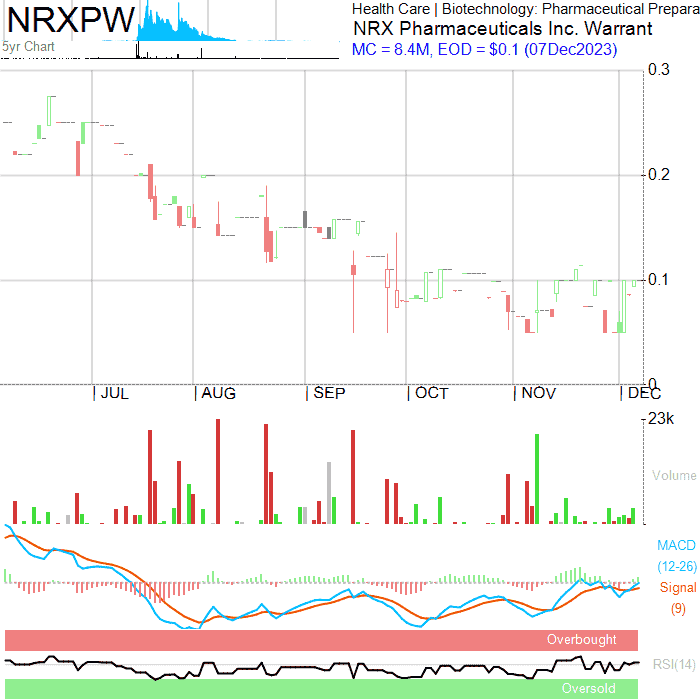 NRXPW
5yr Chart
Health Care | Biotechnology: Pharmaceutical Prepara
NRX Pharmaceuticals Inc. Warrant
MC = 8.4M, EOD = $0.1 (07Dec2023)
0.3
0.2
0.1
0
JUL AUG SEP OCT NOV DEC
23k
Volume
MACD
(12-26)
Signal
(9)
Overbought
RSI(14)
Oversold